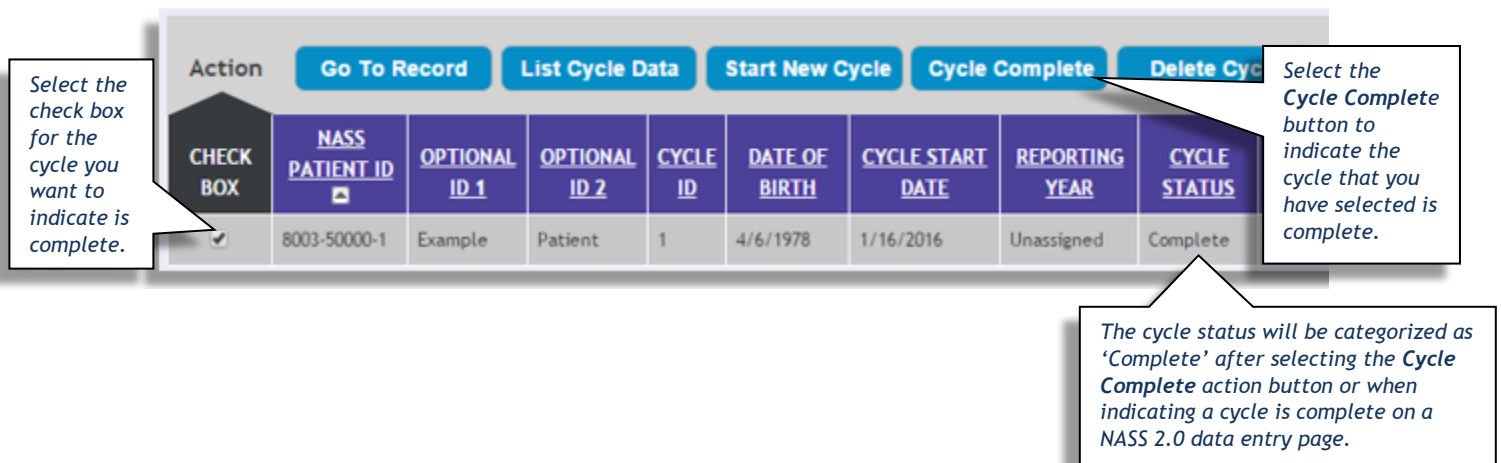 Action
Go To Record
List Cycle Data
Start New Cycle
Cycle Complete
Delete Cyc
Select the
check box
for the
cycle you
want to
indicate is
complete.
Select the
Cycle Complete
button to
indicate the
cycle that you
have selected is
complete.
CHECK
BOX
NASS
PATIENT ID
OPTIONAL
ID 1
OPTIONAL
ID 2
CYCLE
ID
DATE OF
BIRTH
CYCLE START
DATE
REPORTING
YEAR
CYCLE
STATUS
8003-50000-1 Example Patient 1 4/6/1978 1/16/2016 Unassigned Complete
The cycle status will be categorized as
‘Complete’ after selecting the Cycle
Complete action button or when
indicating a cycle is complete on a
NASS 2.0 data entry page.